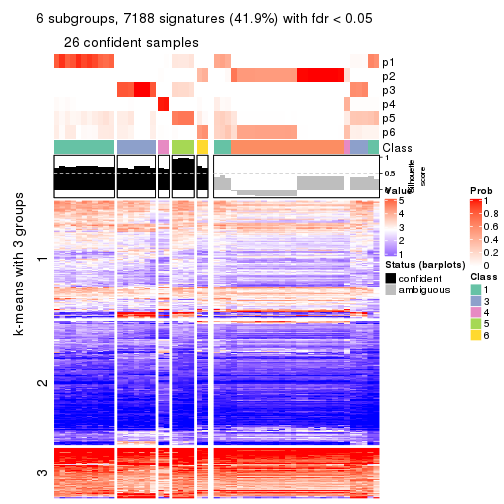 6 subgroups, 7188 signatures (41.9%) with fdr < 0.05
26 confident samples
p1
p2
p3
p4
p5
p6
Class
1
0.5
0
Silhouette
score
k-means with 3 groups
1
2
3
Value
5
4
3
2
1
Status (barplots)
confident
ambiguous
Prob
1
0.8
0.6
0.4
0.2
0
Class
1
3
4
5
6